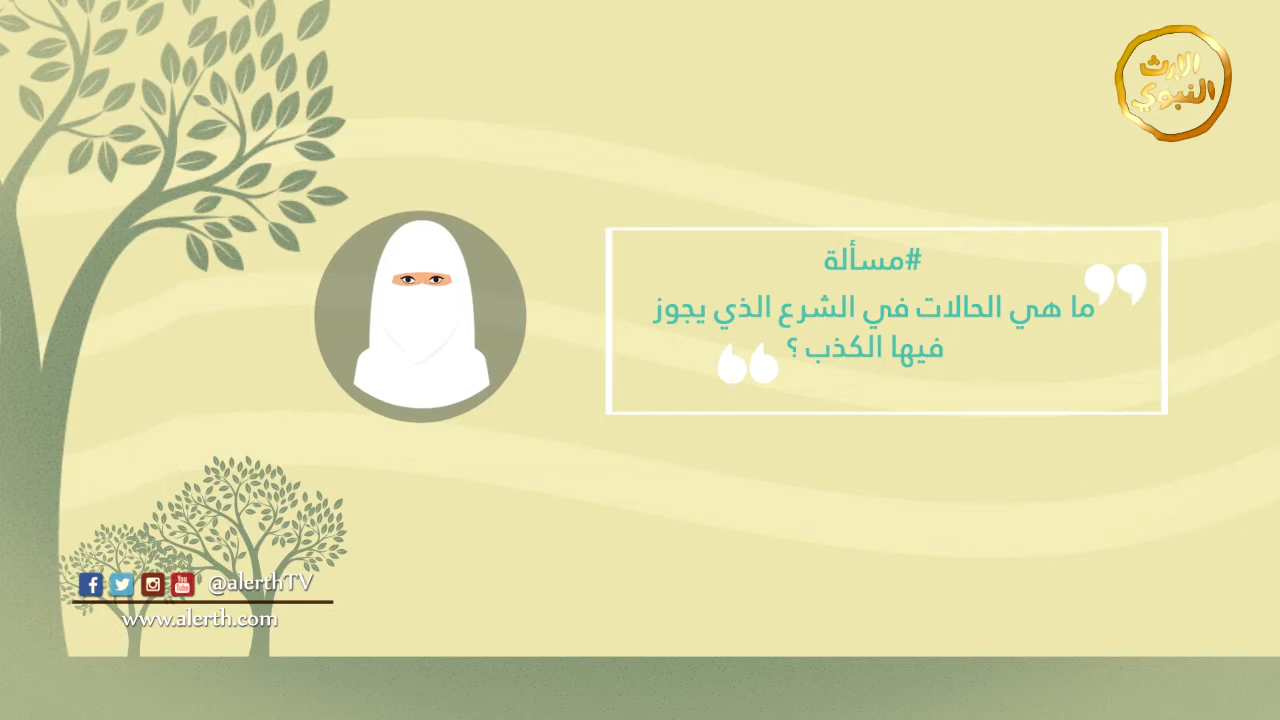 الإرث
النبوي
#مسألة
ما هي الحالات في الشرع الذي يجوز
فيها الكذب ؟
@alerthTV
www.alerth.com